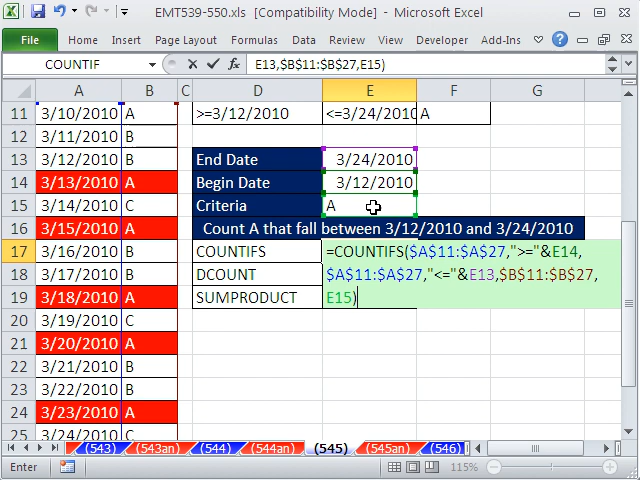 EMT539-550.xls [Compatibility Mode] - Microsoft Excel
File Home Insert Page Layout Formulas Data Review View Developer Add-Ins
COUNTIF E13,$B$11:$B$27,E15)
A B C D E F G
11 3/10/2010 A >=3/12/2010 <=3/24/2010 A
12 3/11/2010 B
13 3/12/2010 B End Date 3/24/2010
14 3/13/2010 A Begin Date 3/12/2010
15 3/14/2010 C Criteria A
16 3/15/2010 A Count A that fall between 3/12/2010 and 3/24/2010
17 3/16/2010 B COUNTIFS =COUNTIFS($A$11:$A$27,">="&E14,
18 3/17/2010 B DCOUNT $A$11:$A$27,"<="&E13,$B$11:$B$27,
19 3/18/2010 A SUMPRODUCT E15)
20 3/19/2010 C
21 3/20/2010 A
22 3/21/2010 B
23 3/22/2010 B
24 3/23/2010 A
25 3/24/2010 C
(543) (543an) (544) (544an) (545) (545an) (546)
Enter 115%